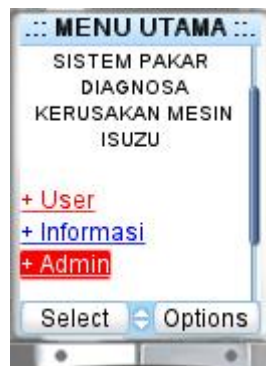 .:: MENU UTAMA ::.
SISTEM PAKAR
DIAGNOSA
KERUSAKAN MESIN
ISUZU
+ User
+ Informasi
+ Admin
Select Options